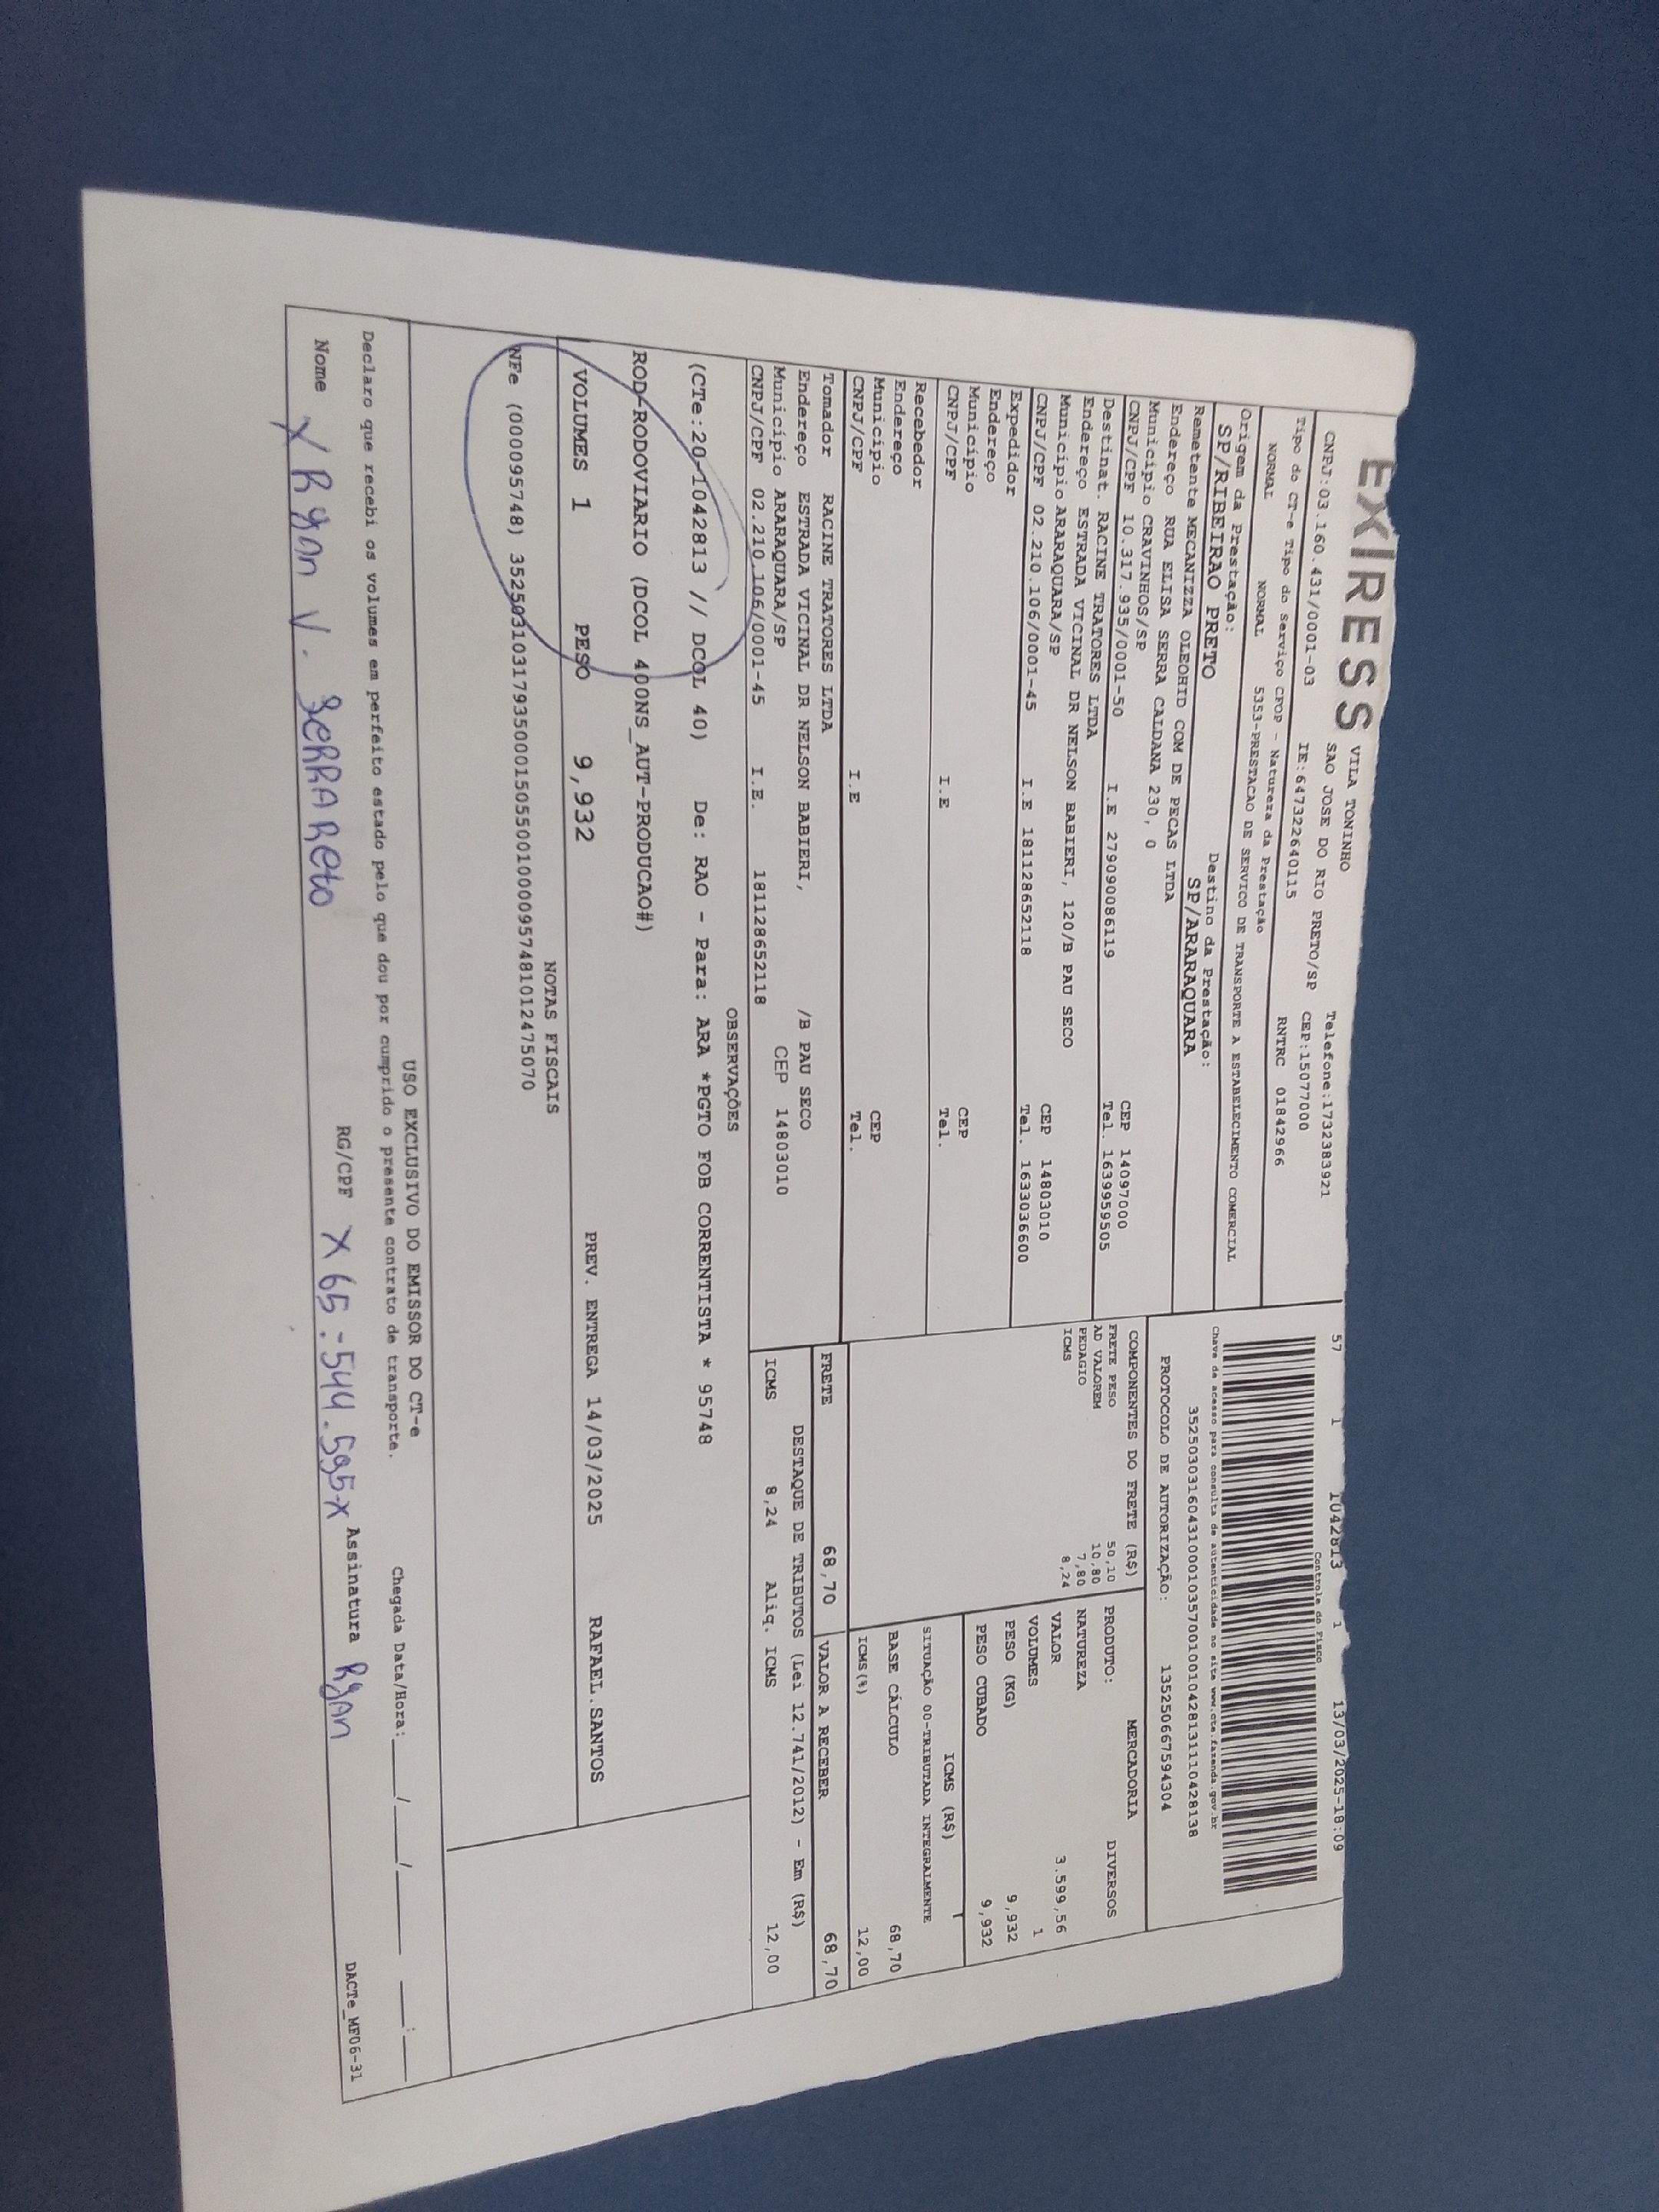 EXPRESS
VILA TONINHO
SAO JOSE DO RIO PRETO/SP Telefone:1732383921
CNPJ:03.160.431/0001-03 IE:647322640115 CEP:15077000
Tipo do CT-e Tipo do Serviço CFOP - Natureza da Prestação RNTRC 01842966
NORMAL NORMAL 5353-PRESTACAO DE SERVICO DE TRANSPORTE A ESTABELECIMENTO COMERCIAL
Origem da Prestação: Destino da Prestação:
SP/RIBEIRAO PRETO SP/ARARAQUARA
Remetente MECANIZZA OLEOHID COM DE PECAS LTDA
Endereço RUA ELISA SERRA CALDANA 230, 0
Município CRAVINHOS/SP CEP 14097000
CNPJ/CPF 10.317.935/0001-50 I.E 279090086119 Tel. 1639959505
Destinat. RACINE TRATORES LTDA
Endereço ESTRADA VICINAL DR NELSON BABIERI, 120/B PAU SECO
Município ARARAQUARA/SP CEP 14803010
CNPJ/CPF 02.210.106/0001-45 I.E 181128652118 Tel. 1633036600
Expedidor
Endereço
Município CEP
CNPJ/CPF I.E Tel.
Recebedor
Endereço
Município CEP
CNPJ/CPF I.E Tel.
Tomador RACINE TRATORES LTDA
Endereço ESTRADA VICINAL DR NELSON BABIERI, /B PAU SECO
Município ARARAQUARA/SP CEP 14803010
CNPJ/CPF 02.210.106/0001-45 I.E. 181128652118
57 1 1042813 1 13/03/2025-18:09
Controle do Fisco
Chave de acesso para consulta de autenticidade no site www.cte.fazenda.gov.br
35250303160431000103570010010428131110428138
PROTOCOLO DE AUTORIZAÇÃO: 135250667594304
COMPONENTES DO FRETE (R$)
FRETE PESO 50,10
AD VALOREM 10,80
PEDAGIO 7,80
ICMS 8,24
MERCADORIA
PRODUTO: DIVERSOS
NATUREZA
VALOR 3.599,56
VOLUMES 1
PESO (KG) 9,932
PESO CUBADO 9,932
ICMS (R$)
SITUAÇÃO 00-TRIBUTADA INTEGRALMENTE
BASE CÁLCULO 68,70
ICMS(%) 12,00
FRETE 68,70 VALOR A RECEBER 68,70
DESTAQUE DE TRIBUTOS (Lei 12.741/2012) - Em (R$)
ICMS 8,24 Aliq. ICMS 12,00
OBSERVAÇÕES
(CTe:20-1042813 // DCOL 40) De: RAO - Para: ARA *PGTO FOB CORRENTISTA * 95748
ROD-RODOVIARIO (DCOL 400NS_AUT-PRODUCAO#)
VOLUMES 1 PESO 9,932 PREV. ENTREGA 14/03/2025 RAFAEL.SANTOS
NOTAS FISCAIS
NFe (000095748) 35250310317935000150550010000957481012475070
USO EXCLUSIVO DO EMISSOR DO CT-e
Declaro que recebi os volumes em perfeito estado pelo que dou por cumprido o presente contrato de transporte. Chegada Data/Hora: ____/____/____ __:__
Nome X Ryan V. SERRA Reto RG/CPF X 65.-544.595-X Assinatura Ryan
DACTe_MF06-31